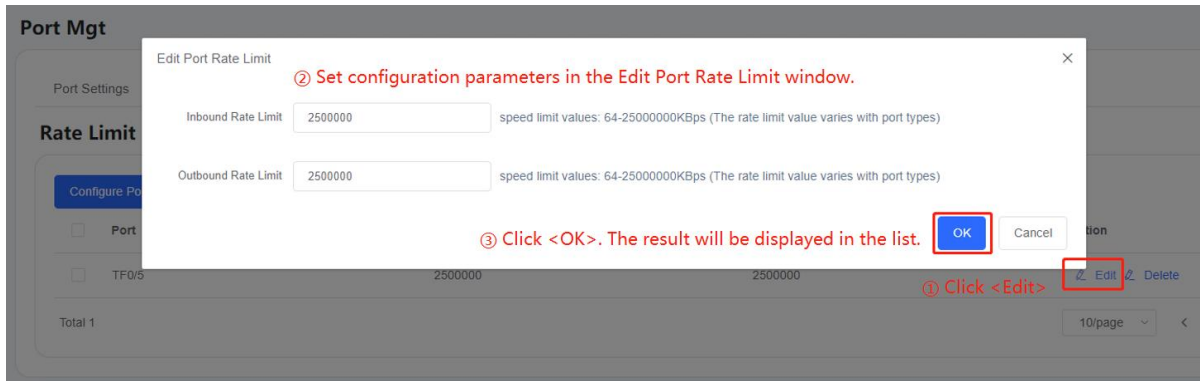 Port Mgt
Edit Port Rate Limit
② Set configuration parameters in the Edit Port Rate Limit window.
Port Settings
Inbound Rate Limit 2500000 speed limit values: 64-25000000KBps (The rate limit value varies with port types)
Rate Limit
Outbound Rate Limit 2500000 speed limit values: 64-25000000KBps (The rate limit value varies with port types)
Configure Po
③ Click <OK>. The result will be displayed in the list. OK Cancel
Port tion
TF0/5 2500000 2500000 Edit Delete
① Click <Edit>
Total 1 10/page